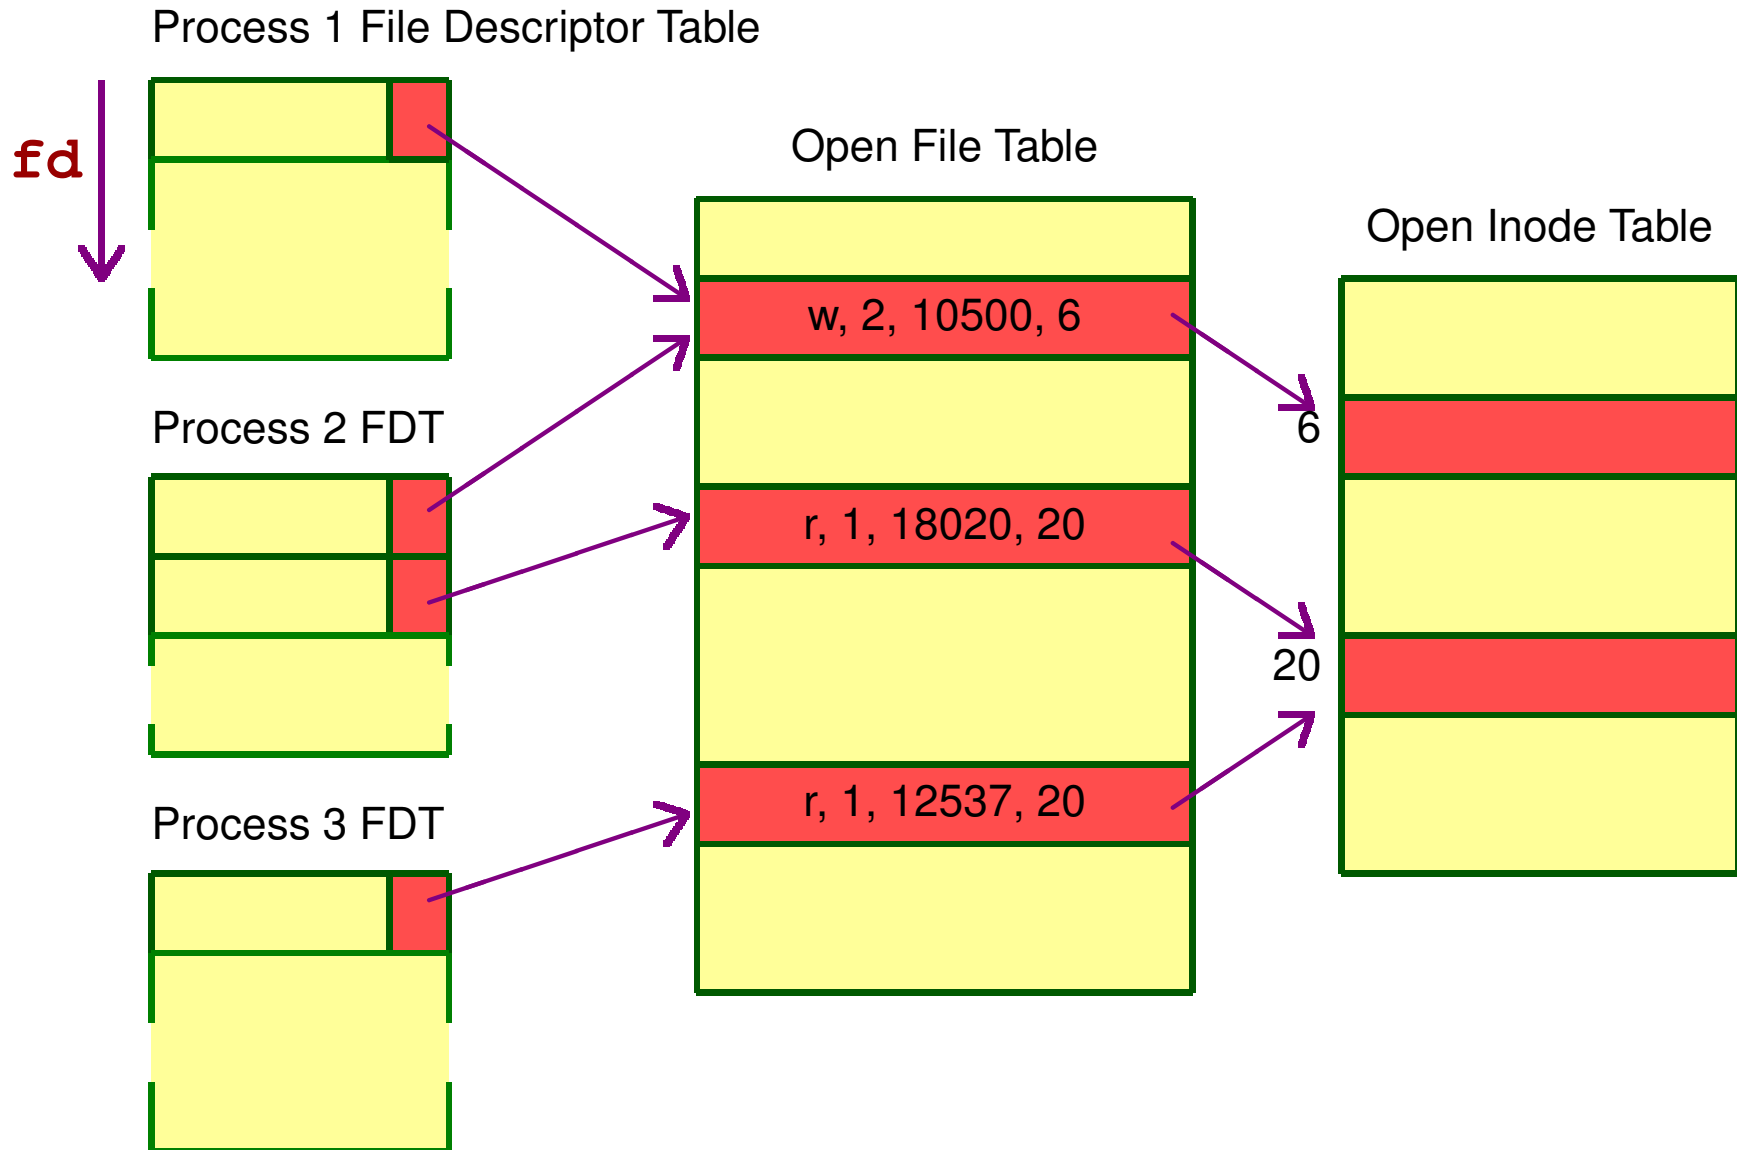 Process 1 File Descriptor Table
fd
Open File Table
Open Inode Table
w, 2, 10500, 6
6
Process 2 FDT
r, 1, 18020, 20
20
r, 1, 12537, 20
Process 3 FDT